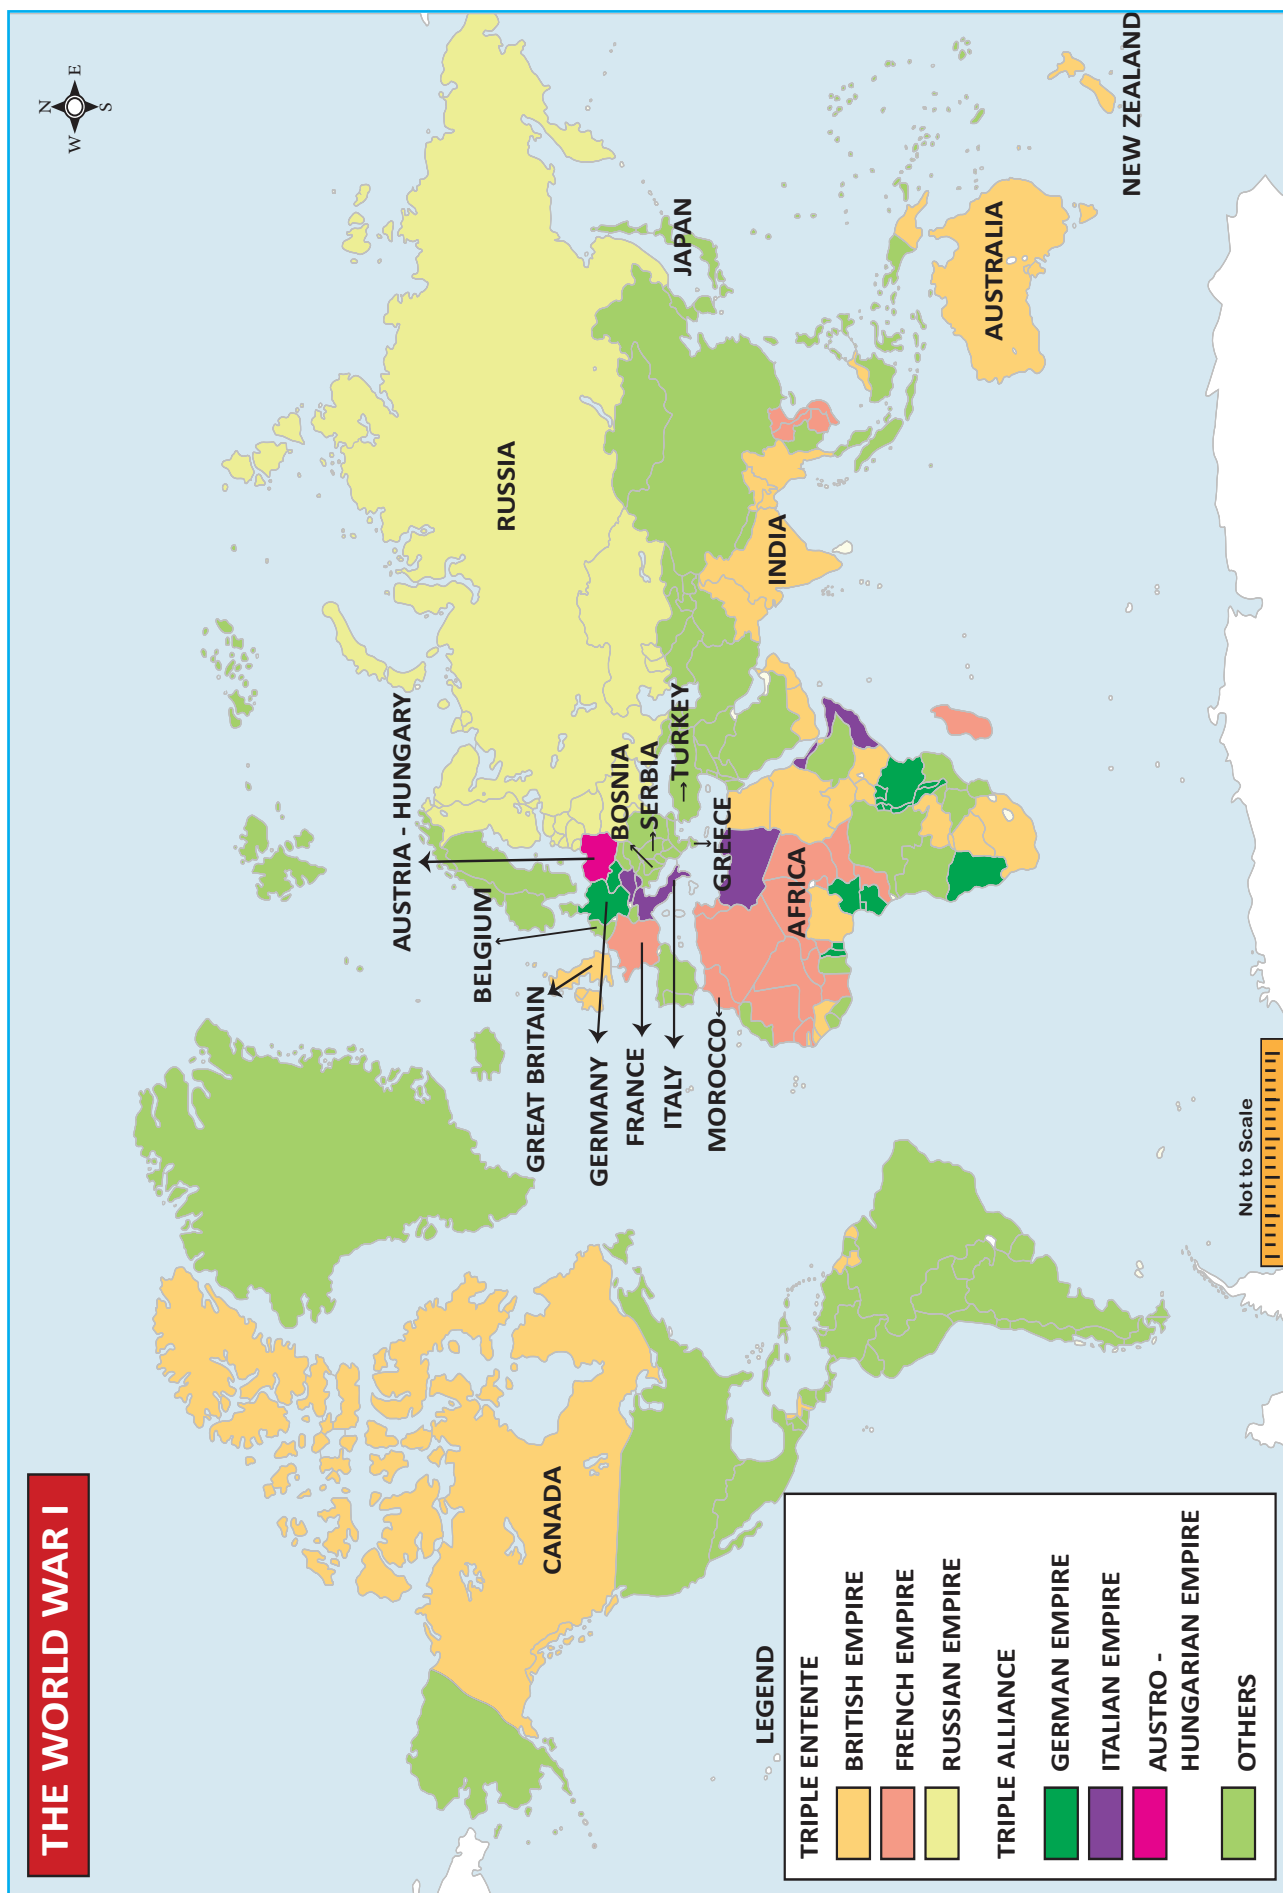 THE WORLD WAR I
N
W E
S
AUSTRIA - HUNGARY
BELGIUM
GREAT BRITAIN
GERMANY
FRANCE
ITALY
MOROCCO
BOSNIA
SERBIA
TURKEY
GREECE
AFRICA
RUSSIA
JAPAN
INDIA
AUSTRALIA
NEW ZEALAND
CANADA
LEGEND
TRIPLE ENTENTE
BRITISH EMPIRE
FRENCH EMPIRE
RUSSIAN EMPIRE
TRIPLE ALLIANCE
GERMAN EMPIRE
ITALIAN EMPIRE
AUSTRO -
HUNGARIAN EMPIRE
OTHERS
Not to Scale